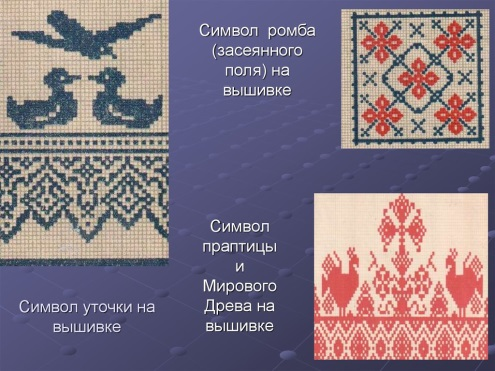 Символ ромба
(засеянного
поля) на
вышивке
Символ
праптицы
и
Мирового
Древа на
вышивке
Символ уточки на
вышивке